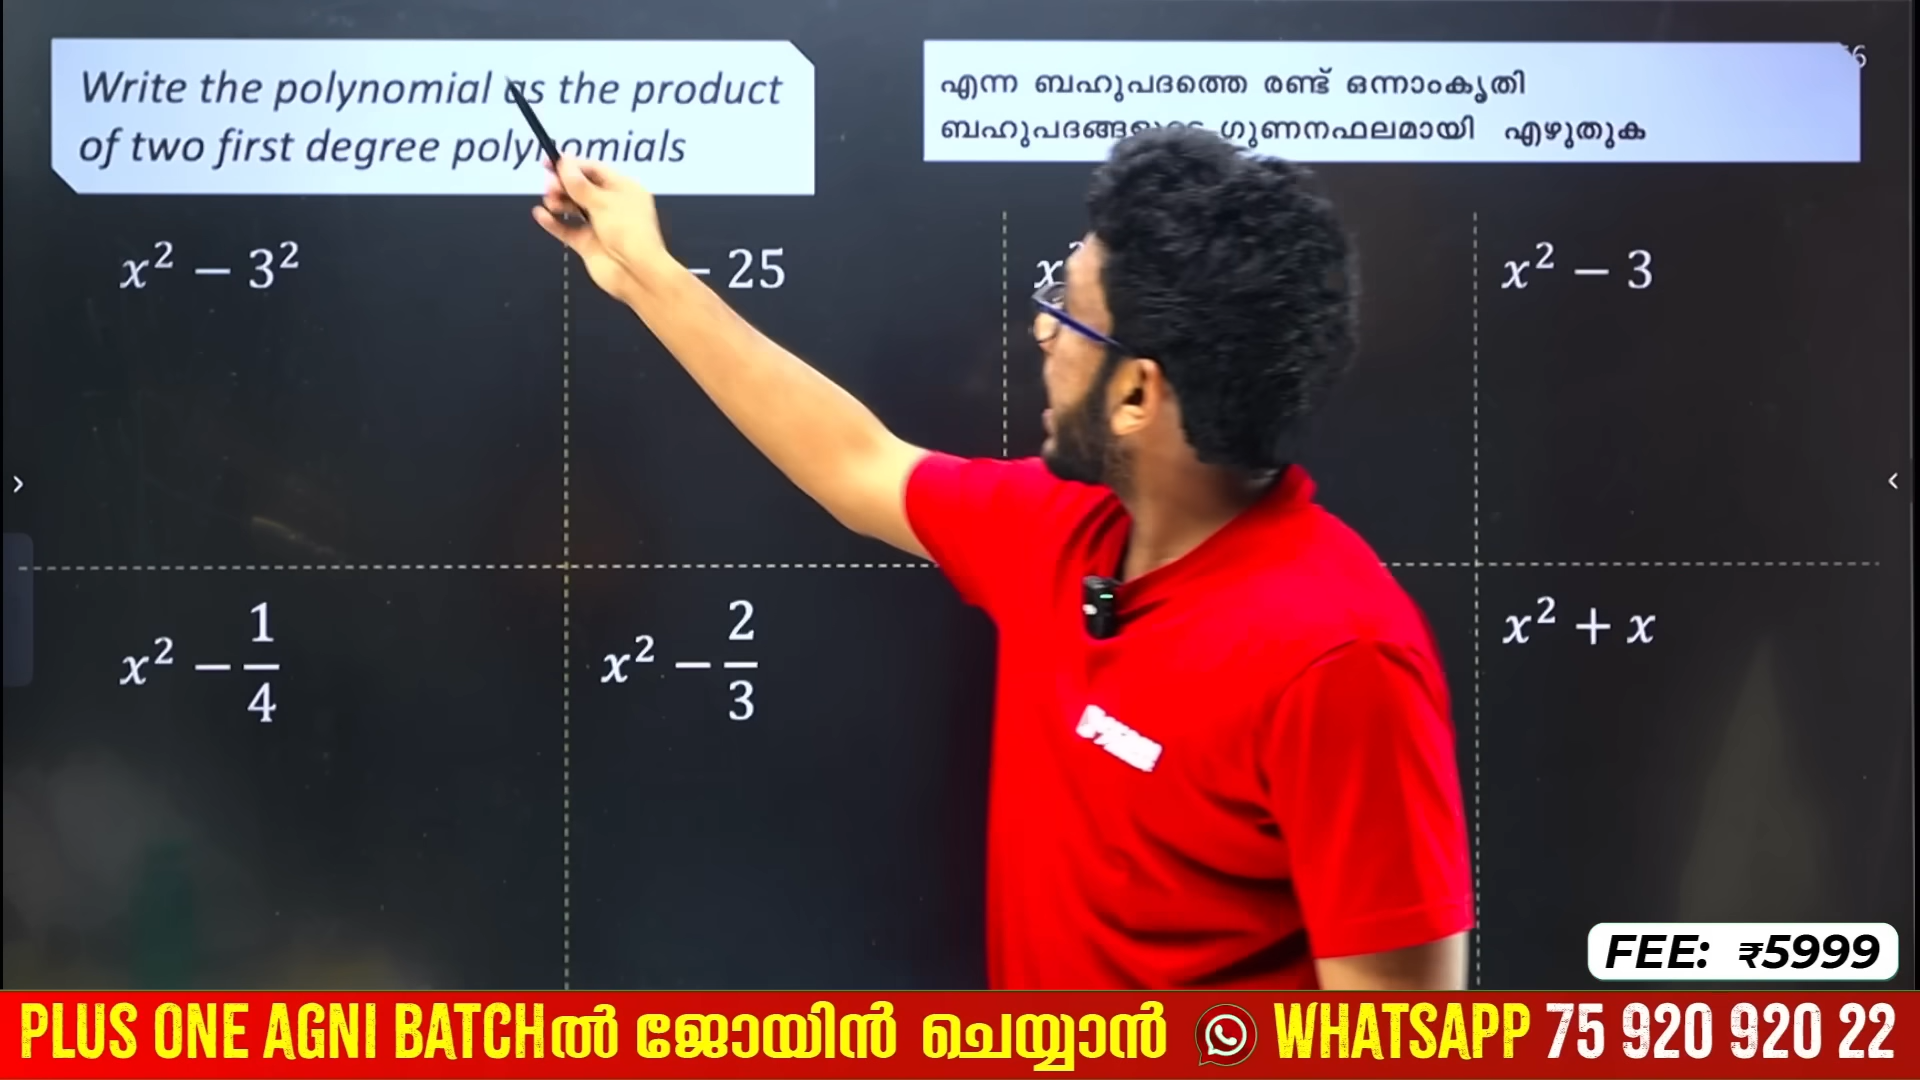 Write the polynomial as the product
of two first degree polynomials
എന്ന ബഹുപദത്തെ രണ്ട് ഒന്നാംകൃതി
ഗുണനഫലമായി എഴുതുക
x² − 3²
− 25
x² − 3
x² − 1/4
x² − 2/3
x² + x
FEE: ₹5999
PLUS ONE AGNI BATCHൽ ജോയിൻ ചെയ്യാൻ WHATSAPP 75 920 920 22